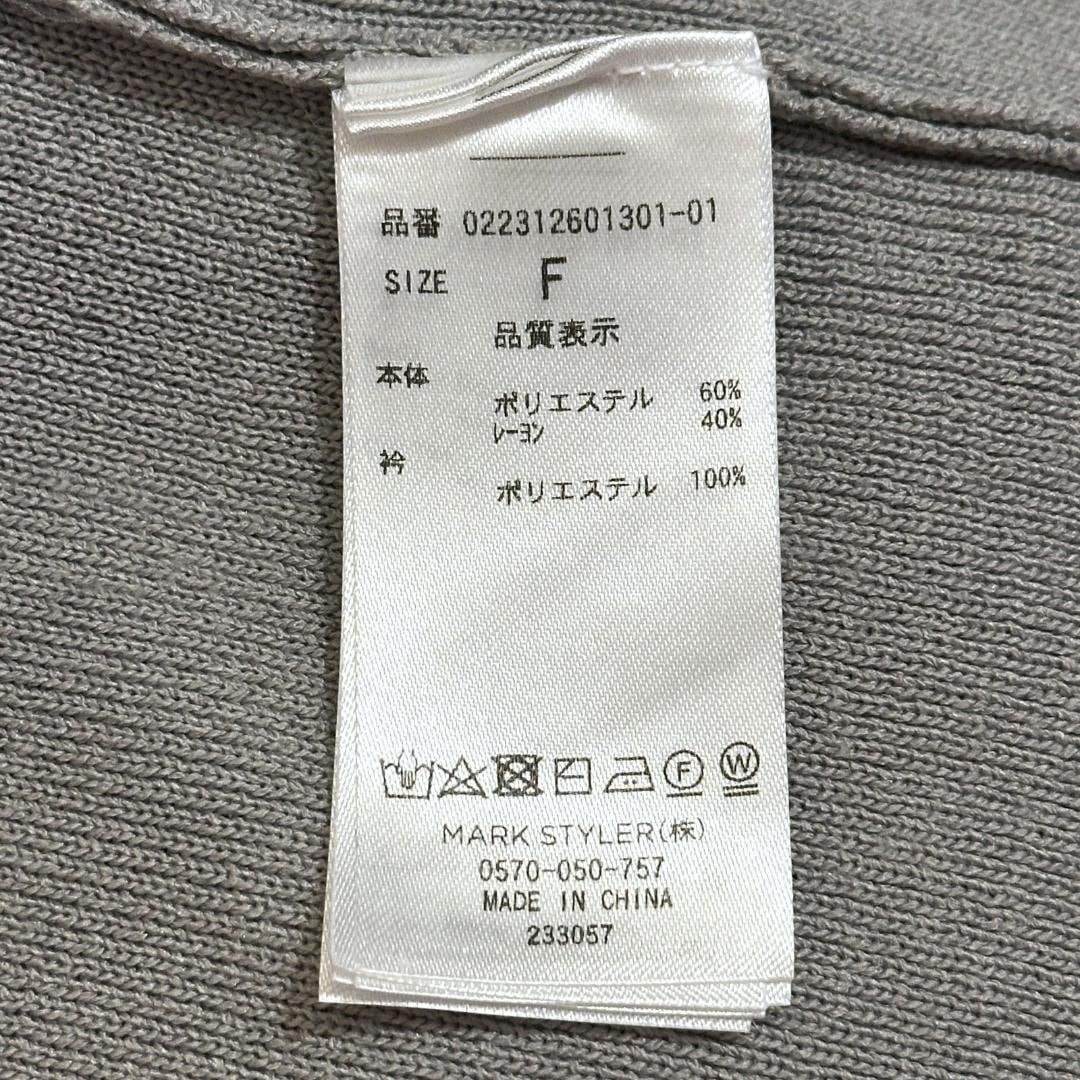 品番 022312601301-01
SIZE F
品質表示
本体
ポリエステル 60%
ﾚｰﾖﾝ 40%
衿
ポリエステル 100%
F W
MARK STYLER(株)
0570-050-757
MADE IN CHINA
233057